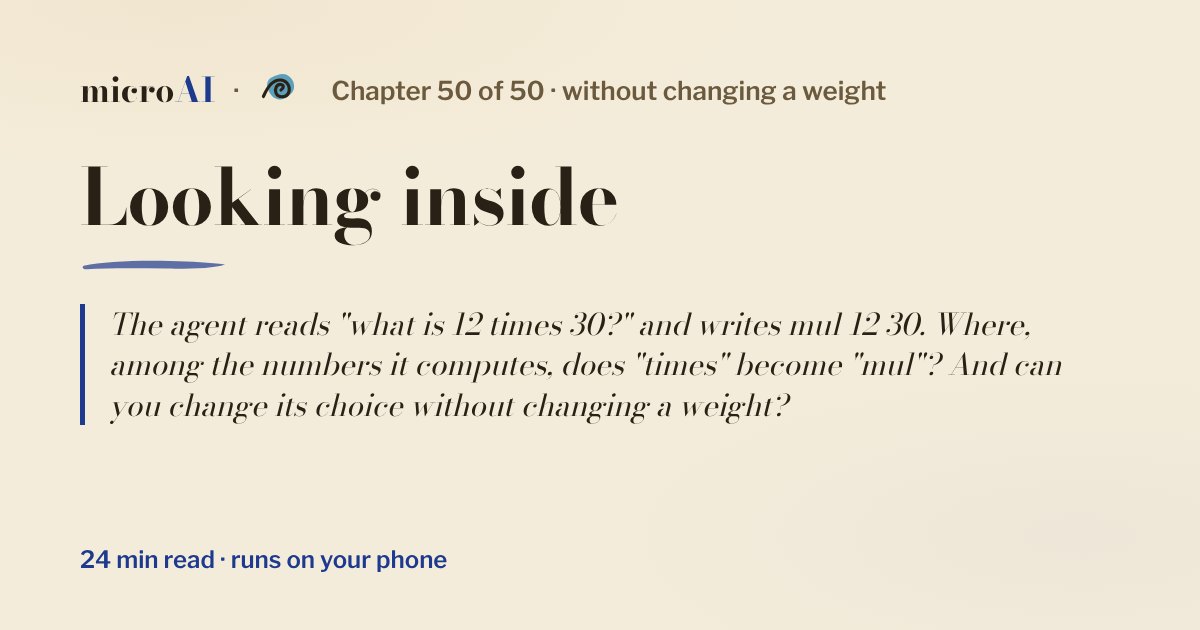 microAI · Chapter 50 of 50 · without changing a weight
Looking inside
The agent reads "what is 12 times 30?" and writes mul 12 30. Where,
among the numbers it computes, does "times" become "mul"? And can
you change its choice without changing a weight?
24 min read · runs on your phone